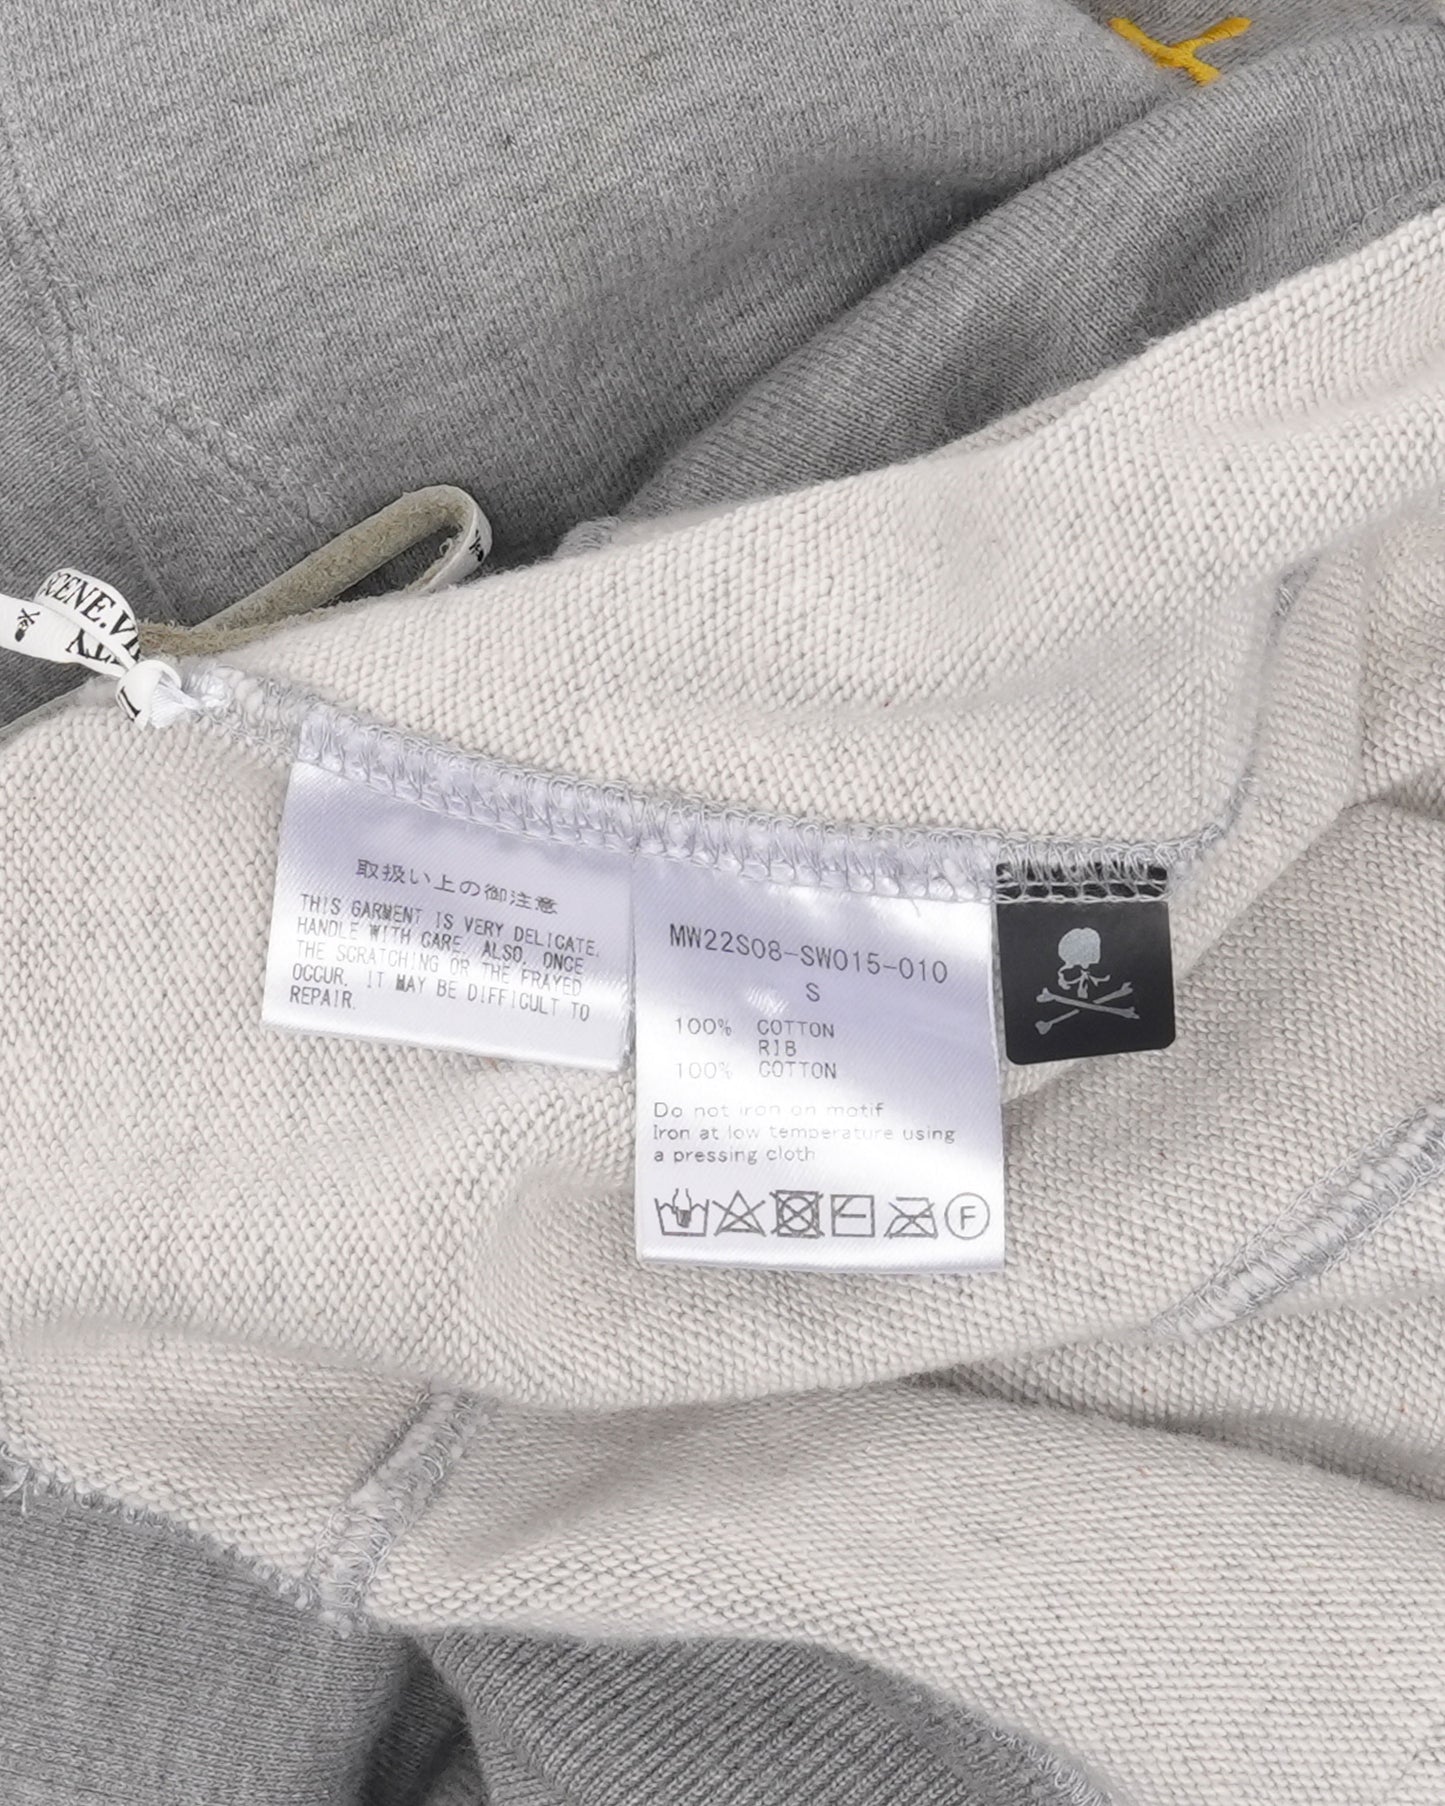 SCENE.VI
取扱い上の御注意
THIS GARMENT IS VERY DELICATE.
HANDLE WITH CARE. ALSO, ONCE
THE SCRATCHING OR THE FRAYED
OCCUR, IT MAY BE DIFFICULT TO
REPAIR.
MW22S08-SW015-010
S
100% COTTON
RIB
100% COTTON
Do not iron on motif
Iron at low temperature using
a pressing cloth
F